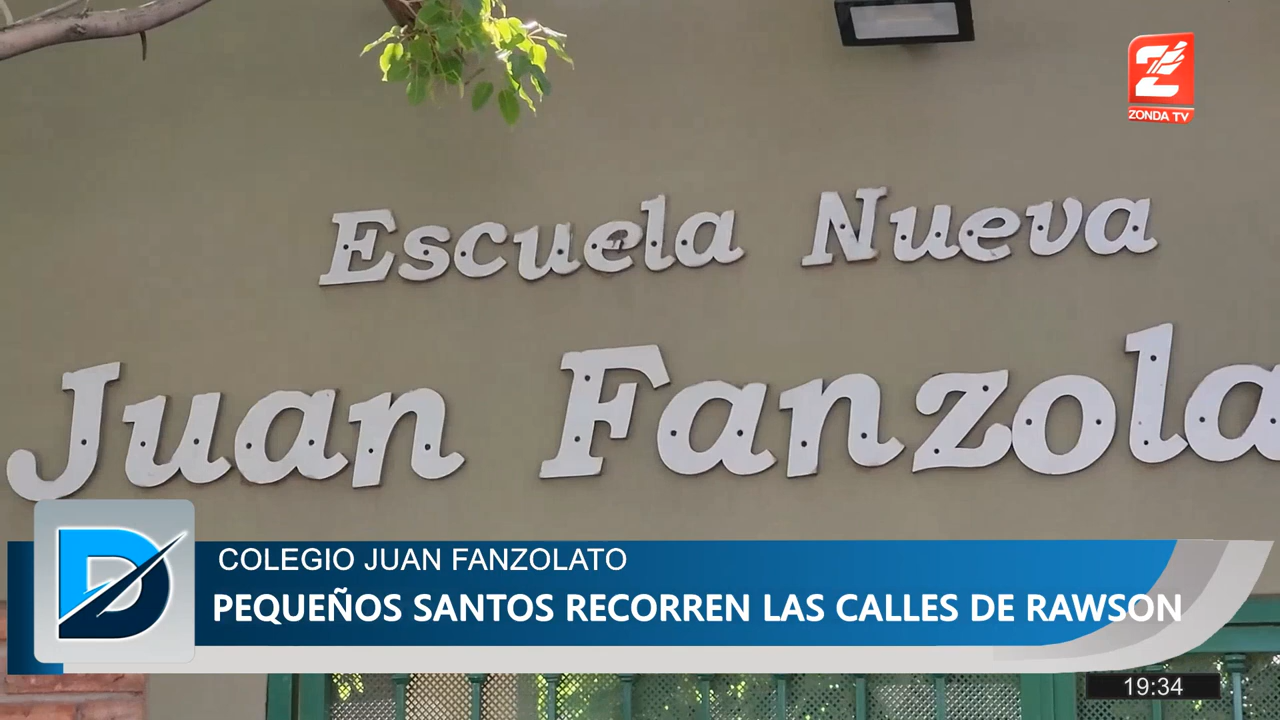 ZONDA TV
Escuela Nueva
Juan Fanzola
COLEGIO JUAN FANZOLATO
PEQUEÑOS SANTOS RECORREN LAS CALLES DE RAWSON
19:34